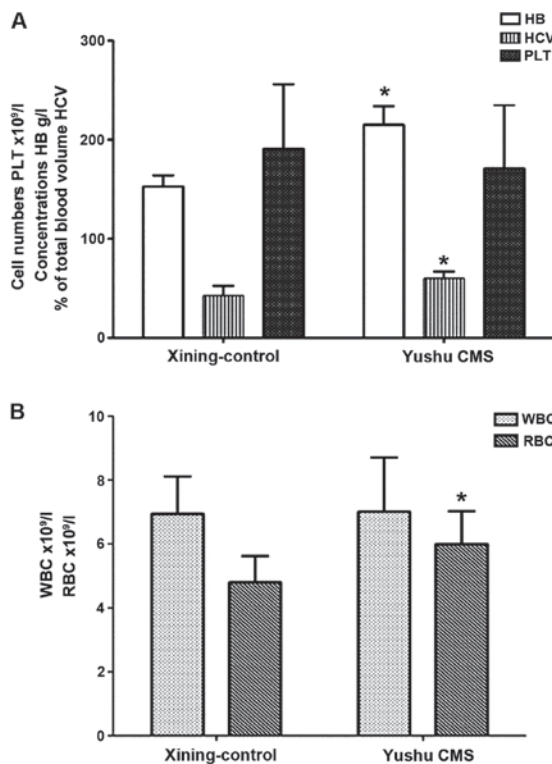 A
HB
HCV
PLT
Cell numbers PLT x10⁹/l
Concentrations HB g/l
% of total blood volume HCV
300
200
100
0
*
*
Xining-control
Yushu CMS
B
WBC
RBC
WBC x10⁹/l
RBC x10⁹/l
10
8
6
4
2
0
*
Xining-control
Yushu CMS